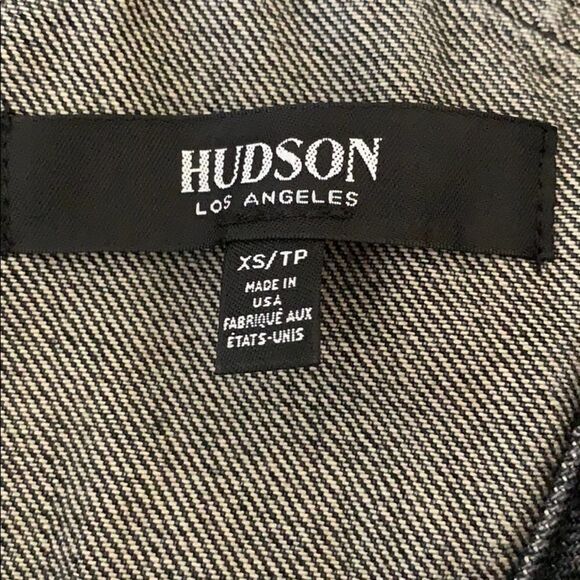 HUDSON
LOS ANGELES
XS/TP
MADE IN
USA
FABRIQUÉ AUX
ÉTATS-UNIS